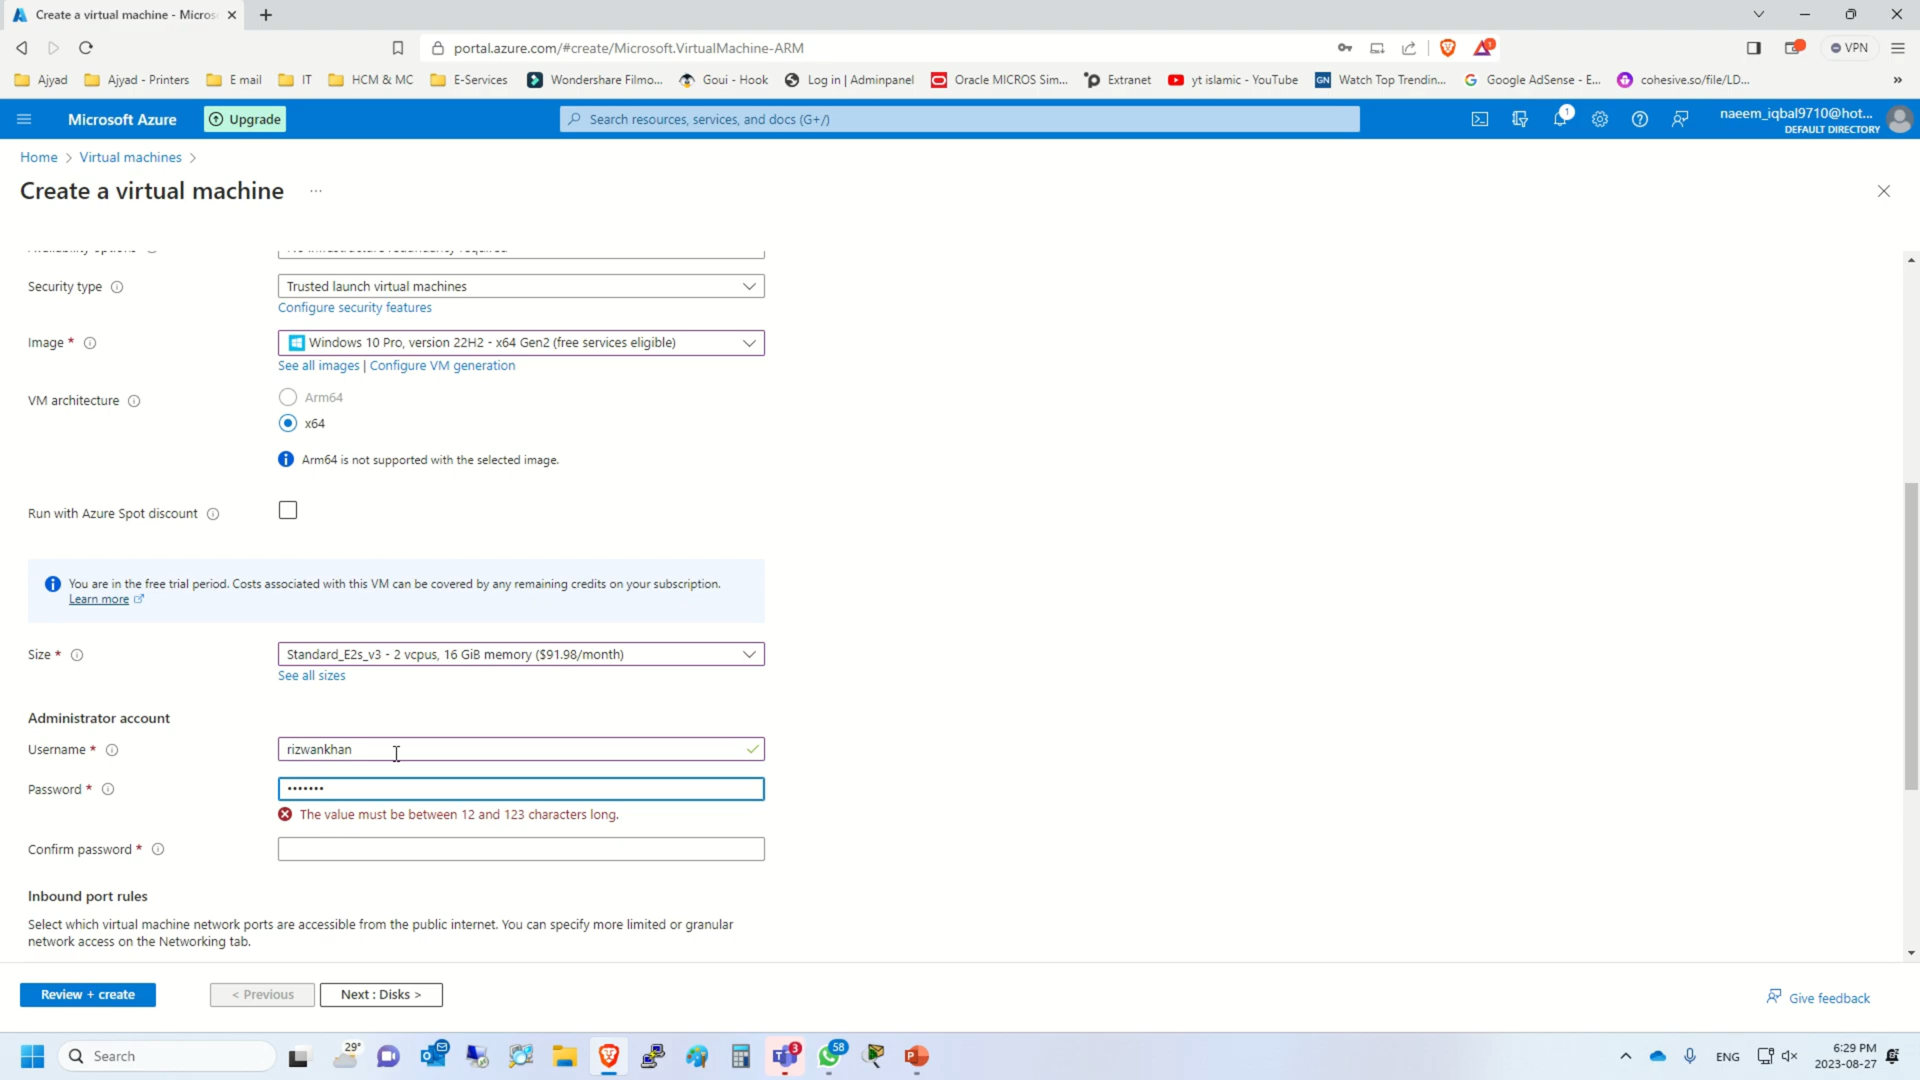 Create a virtual machine - Micros
portal.azure.com/#create/Microsoft.VirtualMachine-ARM
VPN
Ajyad
Ajyad - Printers
E mail
IT
HCM & MC
E-Services
Wondershare Filmo...
Goui - Hook
Log in | Adminpanel
Oracle MICROS Sim...
Extranet
yt islamic - YouTube
Watch Top Trendin...
Google AdSense - E...
cohesive.so/file/LD...
»
Microsoft Azure
Upgrade
Search resources, services, and docs (G+/)
1
naeem_iqbal9710@hot...
DEFAULT DIRECTORY
Home > Virtual machines >
Create a virtual machine ...
Security type
Trusted launch virtual machines
Configure security features
Image *
Windows 10 Pro, version 22H2 - x64 Gen2 (free services eligible)
See all images | Configure VM generation
VM architecture
Arm64
x64
Arm64 is not supported with the selected image.
Run with Azure Spot discount
You are in the free trial period. Costs associated with this VM can be covered by any remaining credits on your subscription.
Learn more
Size *
Standard_E2s_v3 - 2 vcpus, 16 GiB memory ($91.98/month)
See all sizes
Administrator account
Username *
rizwankhan
Password *
•••••••
The value must be between 12 and 123 characters long.
Confirm password *
Inbound port rules
Select which virtual machine network ports are accessible from the public internet. You can specify more limited or granular
network access on the Networking tab.
Review + create
< Previous
Next : Disks >
Give feedback
Search
29°
3
58
ENG
6:29 PM
2023-08-27